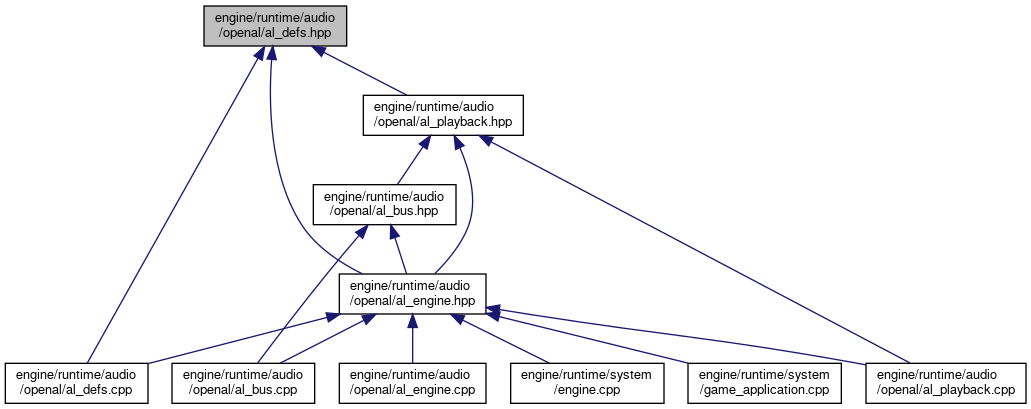 engine/runtime/audio
/openal/al_defs.hpp
engine/runtime/audio
/openal/al_playback.hpp
engine/runtime/audio
/openal/al_bus.hpp
engine/runtime/audio
/openal/al_engine.hpp
engine/runtime/audio
/openal/al_defs.cpp
engine/runtime/audio
/openal/al_bus.cpp
engine/runtime/audio
/openal/al_engine.cpp
engine/runtime/system
/engine.cpp
engine/runtime/system
/game_application.cpp
engine/runtime/audio
/openal/al_playback.cpp